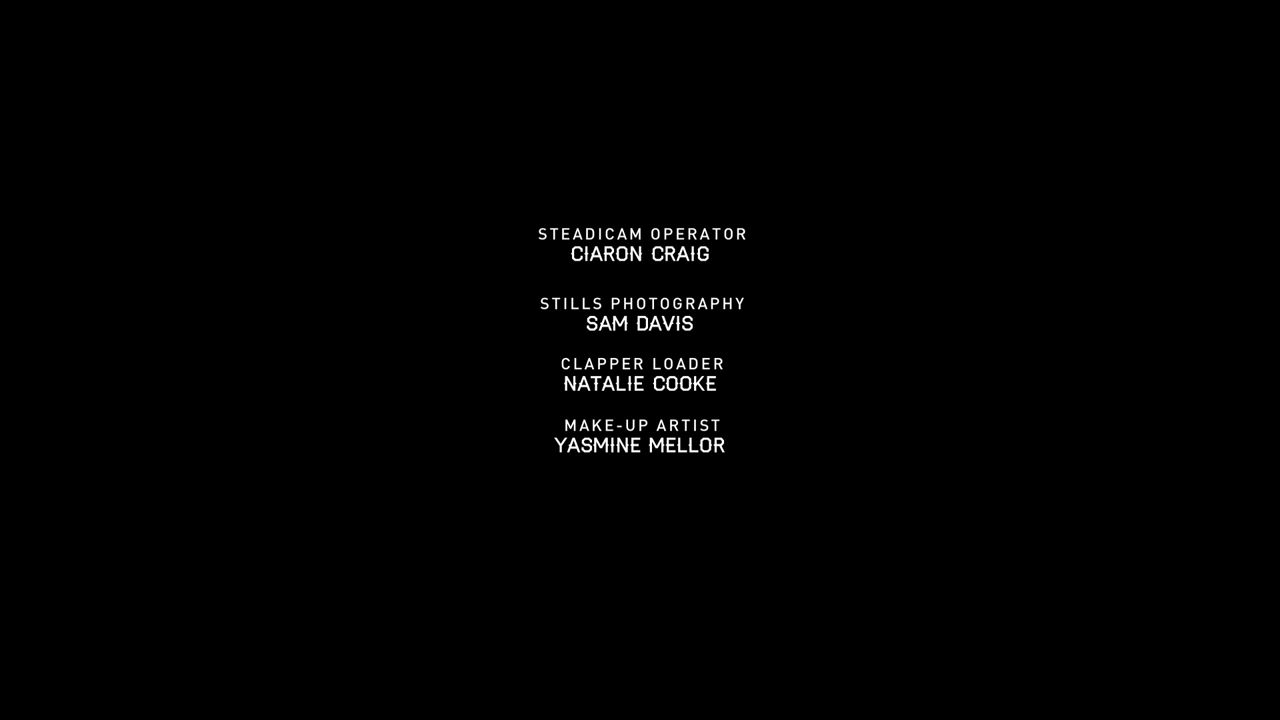 STEADICAM OPERATOR
CIARON CRAIG
STILLS PHOTOGRAPHY
SAM DAVIS
CLAPPER LOADER
NATALIE COOKE
MAKE-UP ARTIST
YASMINE MELLOR